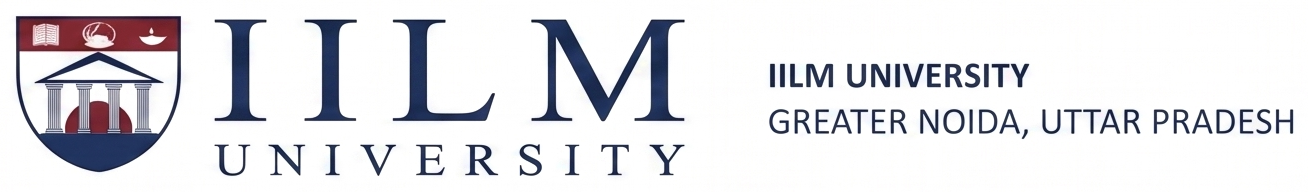 IILM
UNIVERSITY
IILM UNIVERSITY
GREATER NOIDA, UTTAR PRADESH